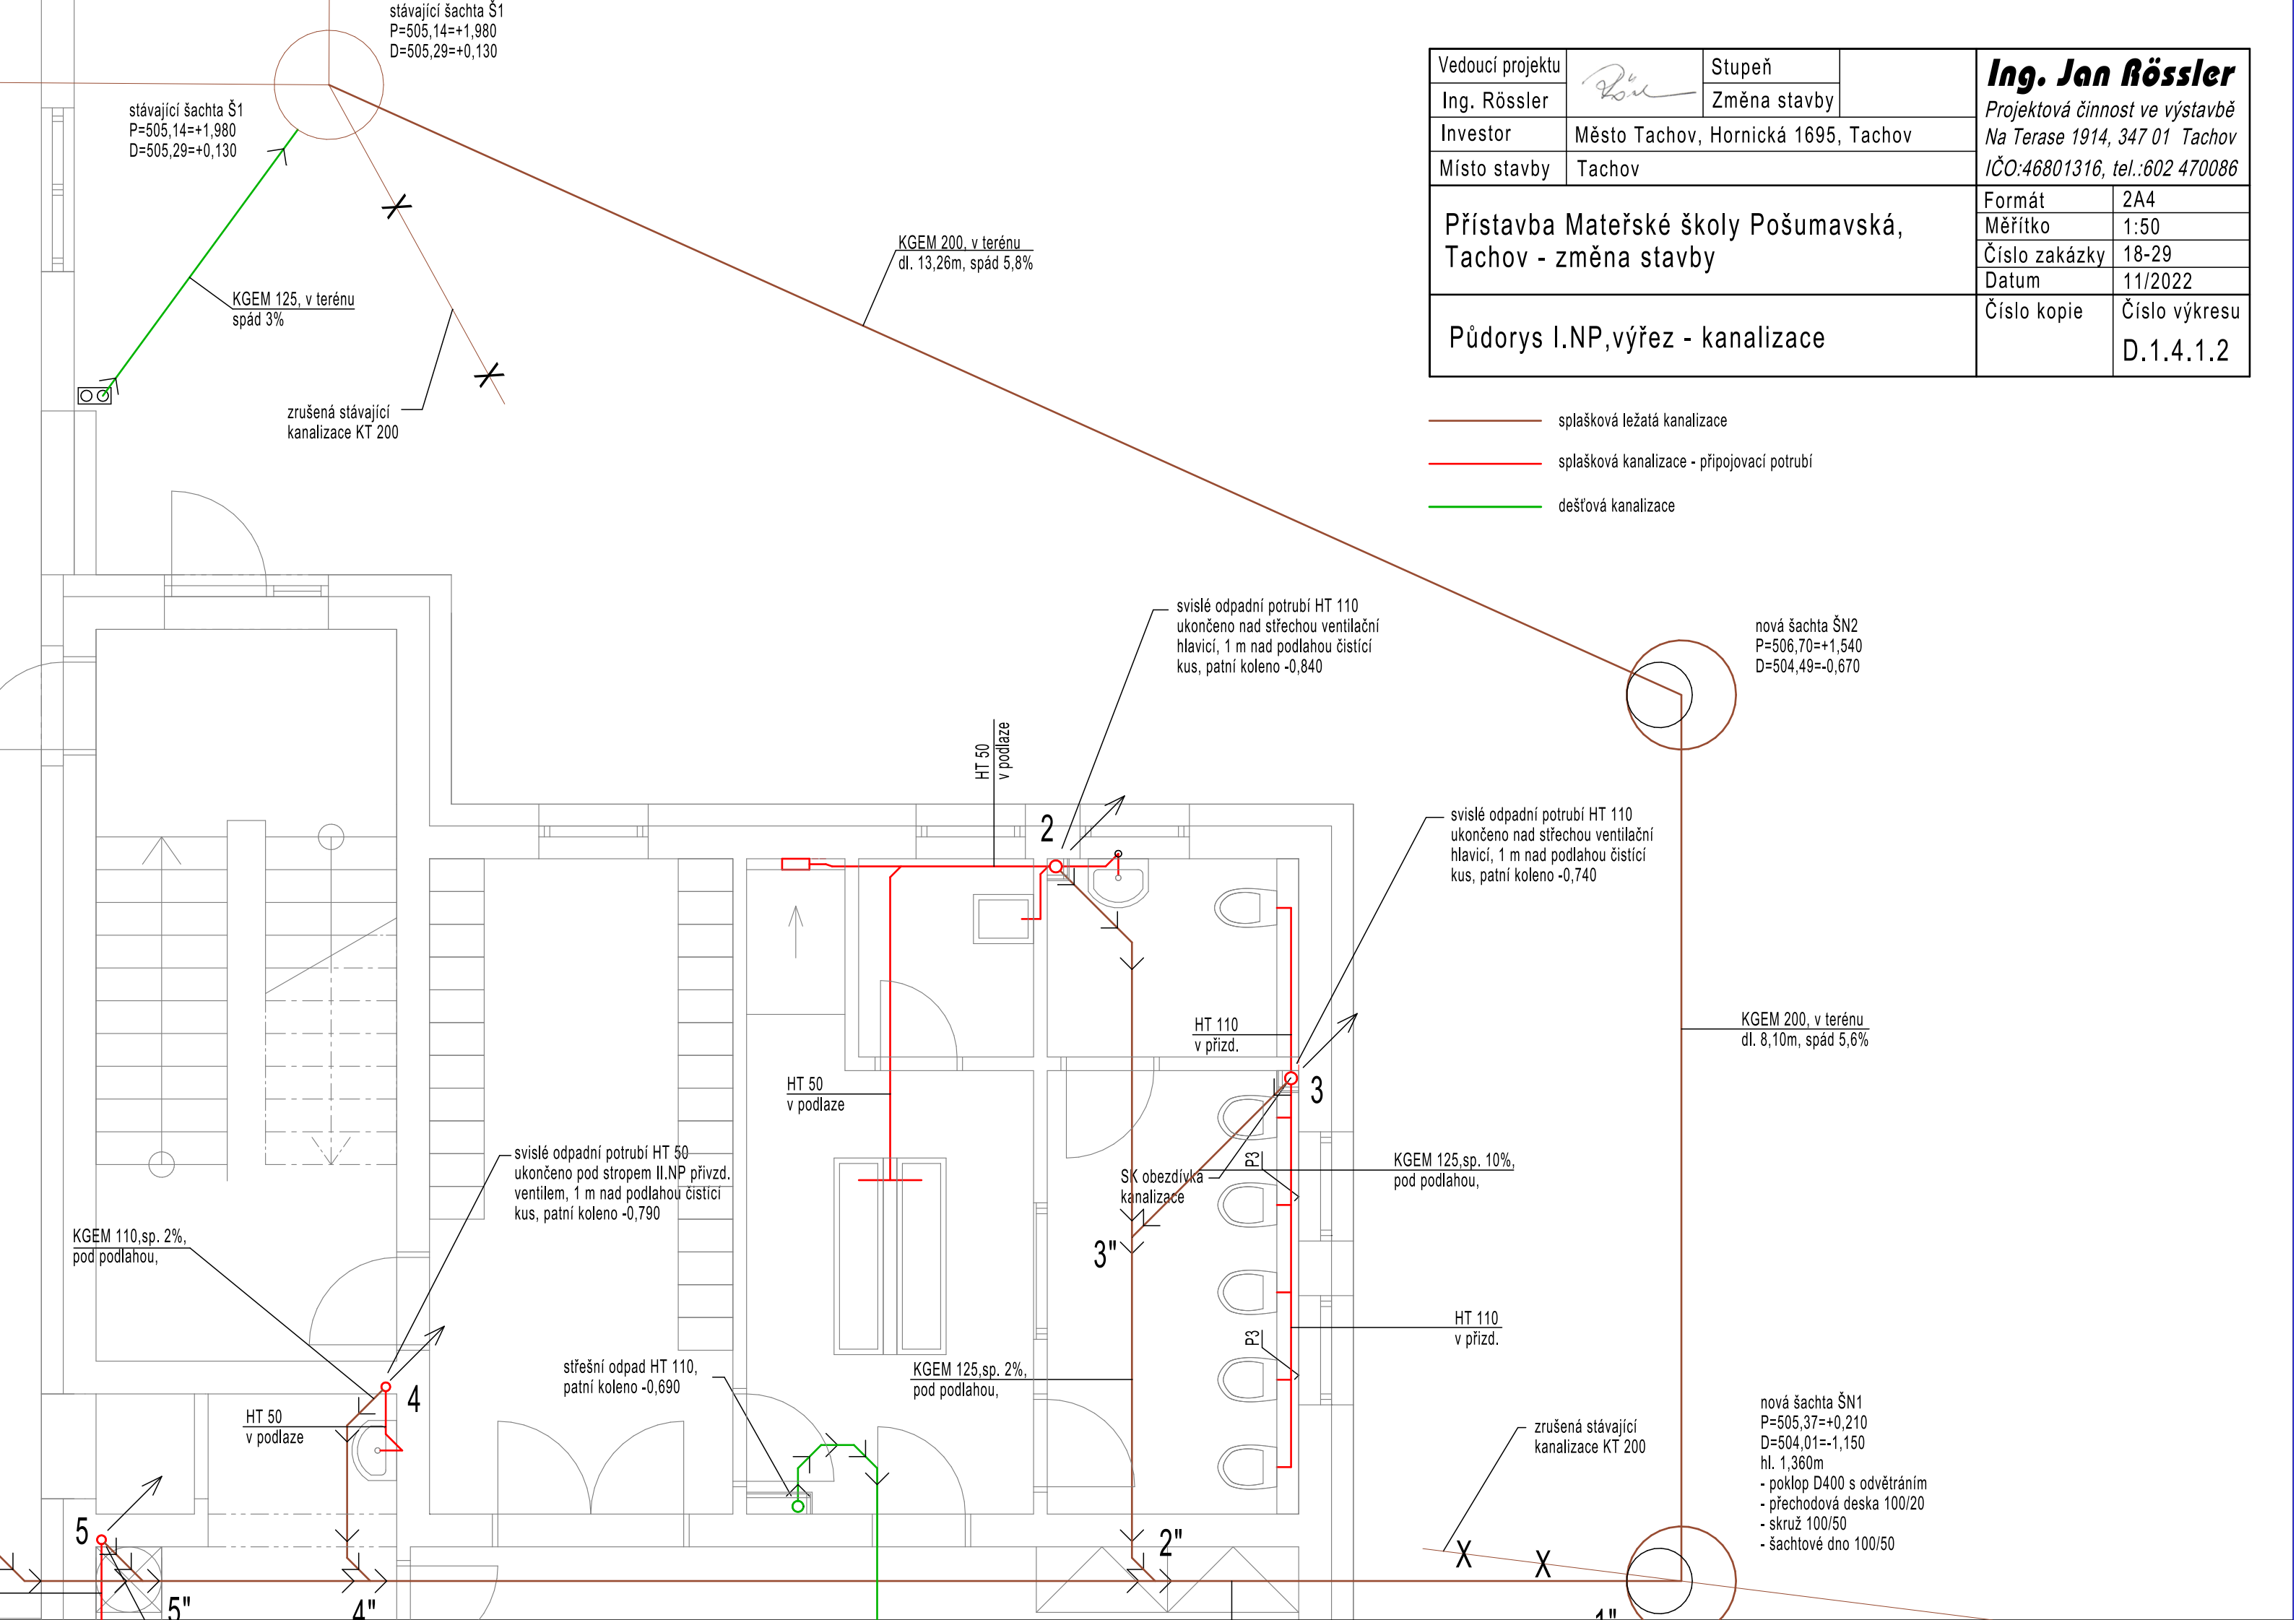 stávající šachta Š1
P=505,14=+1,980
D=505,29=+0,130
stávající šachta Š1
P=505,14=+1,980
D=505,29=+0,130
KGEM 125, v terénu
spád 3%
zrušená stávající
kanalizace KT 200
KGEM 200, v terénu
dl. 13,26m, spád 5,8%
Vedoucí projektu
Stupeň
Ing. Rössler
Změna stavby
Investor
Město Tachov, Hornická 1695, Tachov
Místo stavby
Tachov
Ing. Jan Rössler
Projektová činnost ve výstavbě
Na Terase 1914, 347 01 Tachov
IČO:46801316, tel.:602 470086
Přístavba Mateřské školy Pošumavská,
Tachov - změna stavby
Formát
2A4
Měřítko
1:50
Číslo zakázky
18-29
Datum
11/2022
Půdorys I.NP,výřez - kanalizace
Číslo kopie
Číslo výkresu
D.1.4.1.2
splašková ležatá kanalizace
splašková kanalizace - připojovací potrubí
dešťová kanalizace
svislé odpadní potrubí HT 110
ukončeno nad střechou ventilační
hlavicí, 1 m nad podlahou čistící
kus, patní koleno -0,840
nová šachta ŠN2
P=506,70=+1,540
D=504,49=-0,670
HT 50
v podlaze
2
svislé odpadní potrubí HT 110
ukončeno nad střechou ventilační
hlavicí, 1 m nad podlahou čistící
kus, patní koleno -0,740
HT 110
v přizd.
KGEM 200, v terénu
dl. 8,10m, spád 5,6%
HT 50
v podlaze
3
svislé odpadní potrubí HT 50
ukončeno pod stropem II.NP přivzd.
ventilem, 1 m nad podlahou čistící
kus, patní koleno -0,790
SK obezdívka
kanalizace
P3
KGEM 125,sp. 10%,
pod podlahou,
KGEM 110,sp. 2%,
pod podlahou,
3"
HT 110
v přizd.
P3
střešní odpad HT 110,
patní koleno -0,690
KGEM 125,sp. 2%,
pod podlahou,
4
HT 50
v podlaze
zrušená stávající
kanalizace KT 200
nová šachta ŠN1
P=505,37=+0,210
D=504,01=-1,150
hl. 1,360m
- poklop D400 s odvětráním
- přechodová deska 100/20
- skruž 100/50
- šachtové dno 100/50
5
2"
5"
4"
1"